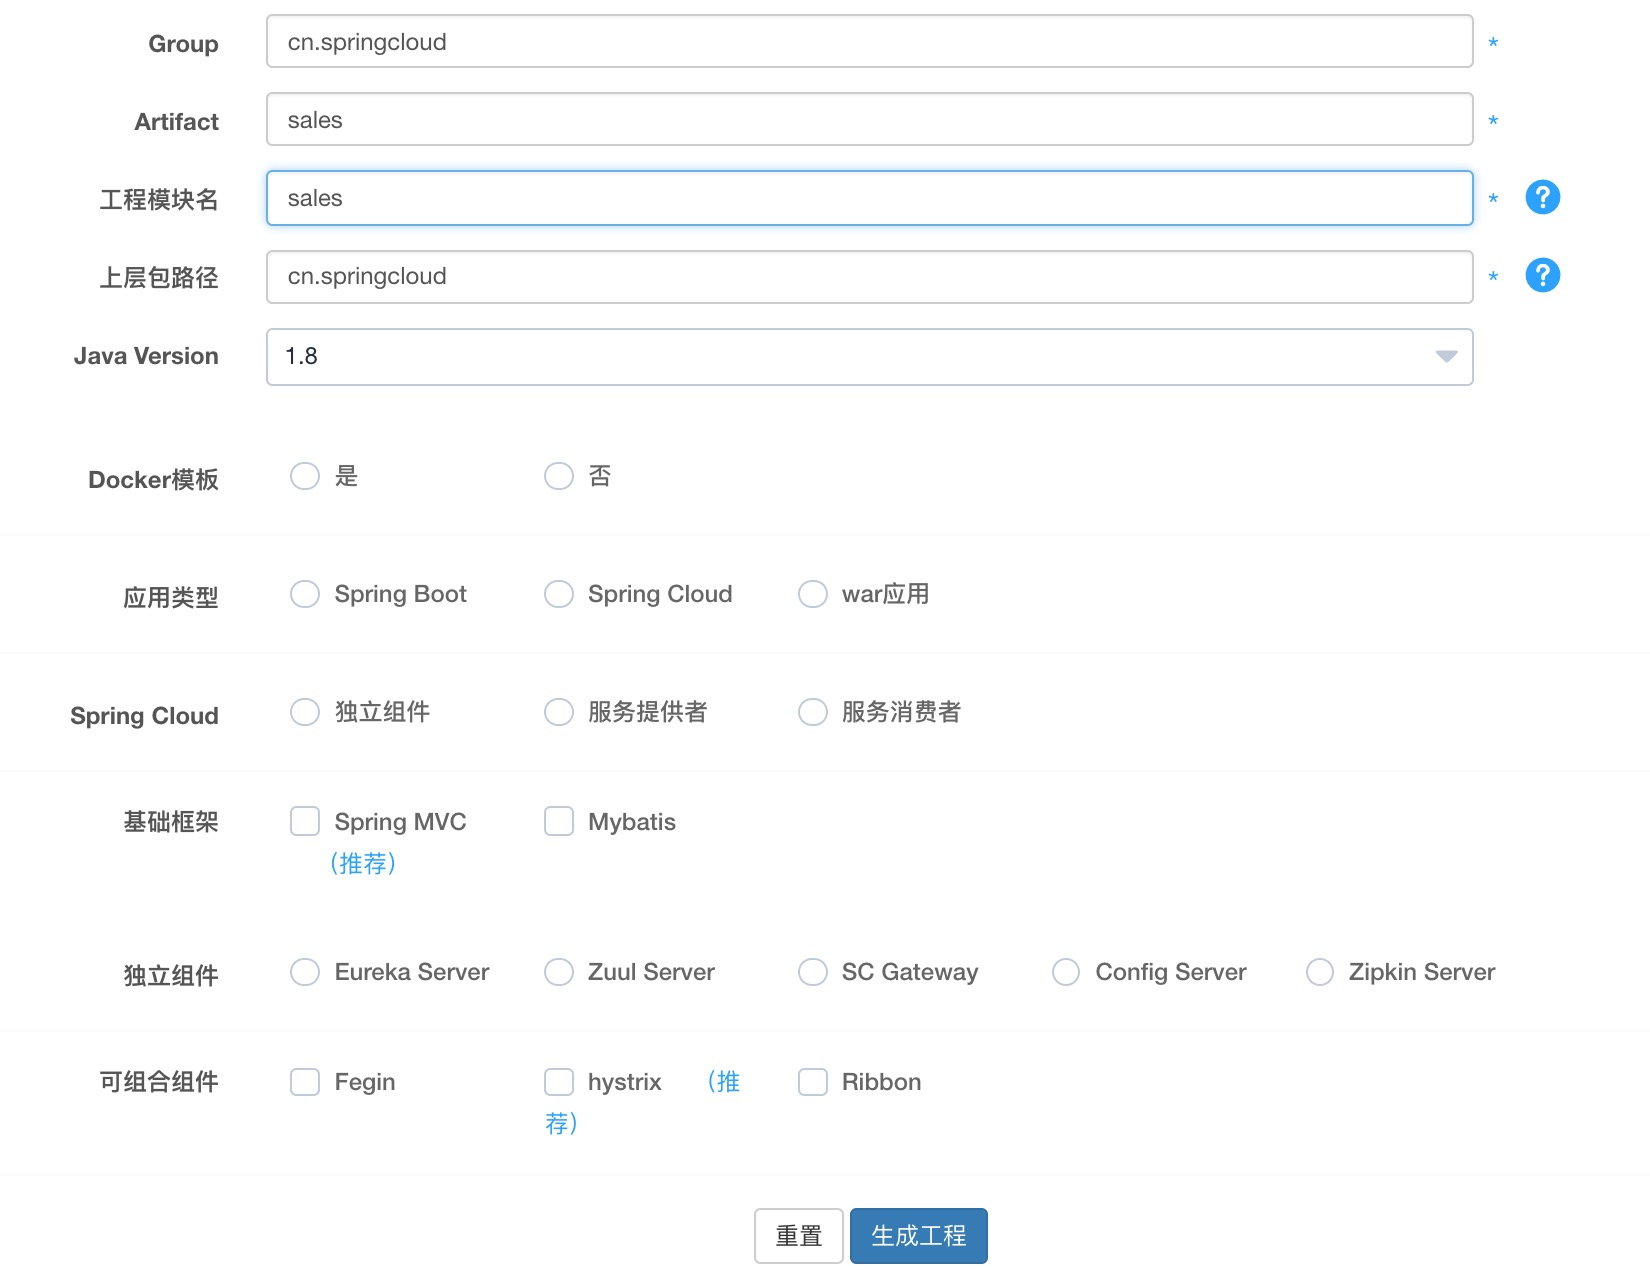 Group cn.springcloud *
Artifact sales *
工程模块名 sales * ?
上层包路径 cn.springcloud * ?
Java Version 1.8
Docker模板 是 否
应用类型 Spring Boot Spring Cloud war应用
Spring Cloud 独立组件 服务提供者 服务消费者
基础框架 Spring MVC Mybatis
(推荐)
独立组件 Eureka Server Zuul Server SC Gateway Config Server Zipkin Server
可组合组件 Fegin hystrix (推 Ribbon
荐)
重置 生成工程